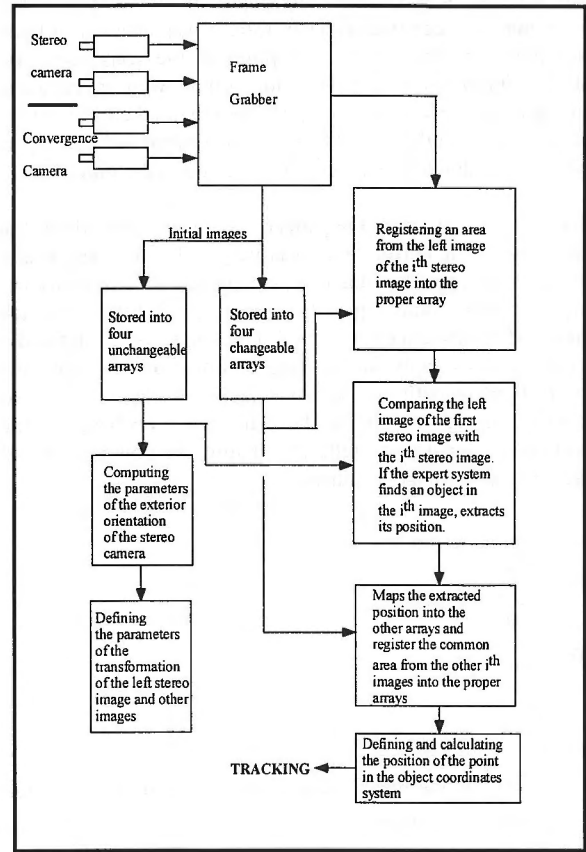 Stereo
camera
Convergence
Camera
Frame
Grabber
Initial images
Stored into
four
unchangeable
arrays
Stored into
four
changeable
arrays
Registering an area
from the left image
of the ith stereo
image into the
proper array
Computing
the parameters
of the exterior
orientation
of the stereo
camera
Comparing the left
image of the first
stereo image with
the ith stereo image.
If the expert system
finds an object in
the ith image, extracts
its position.
Defining
the parameters
of the
transformation
of the left stereo
image and other
images
Maps the extracted
position into the
other arrays and
register the common
area from the other ith
images into the proper
arrays
Defining and calculating
the position of the point
in the object coordinates
system
TRACKING